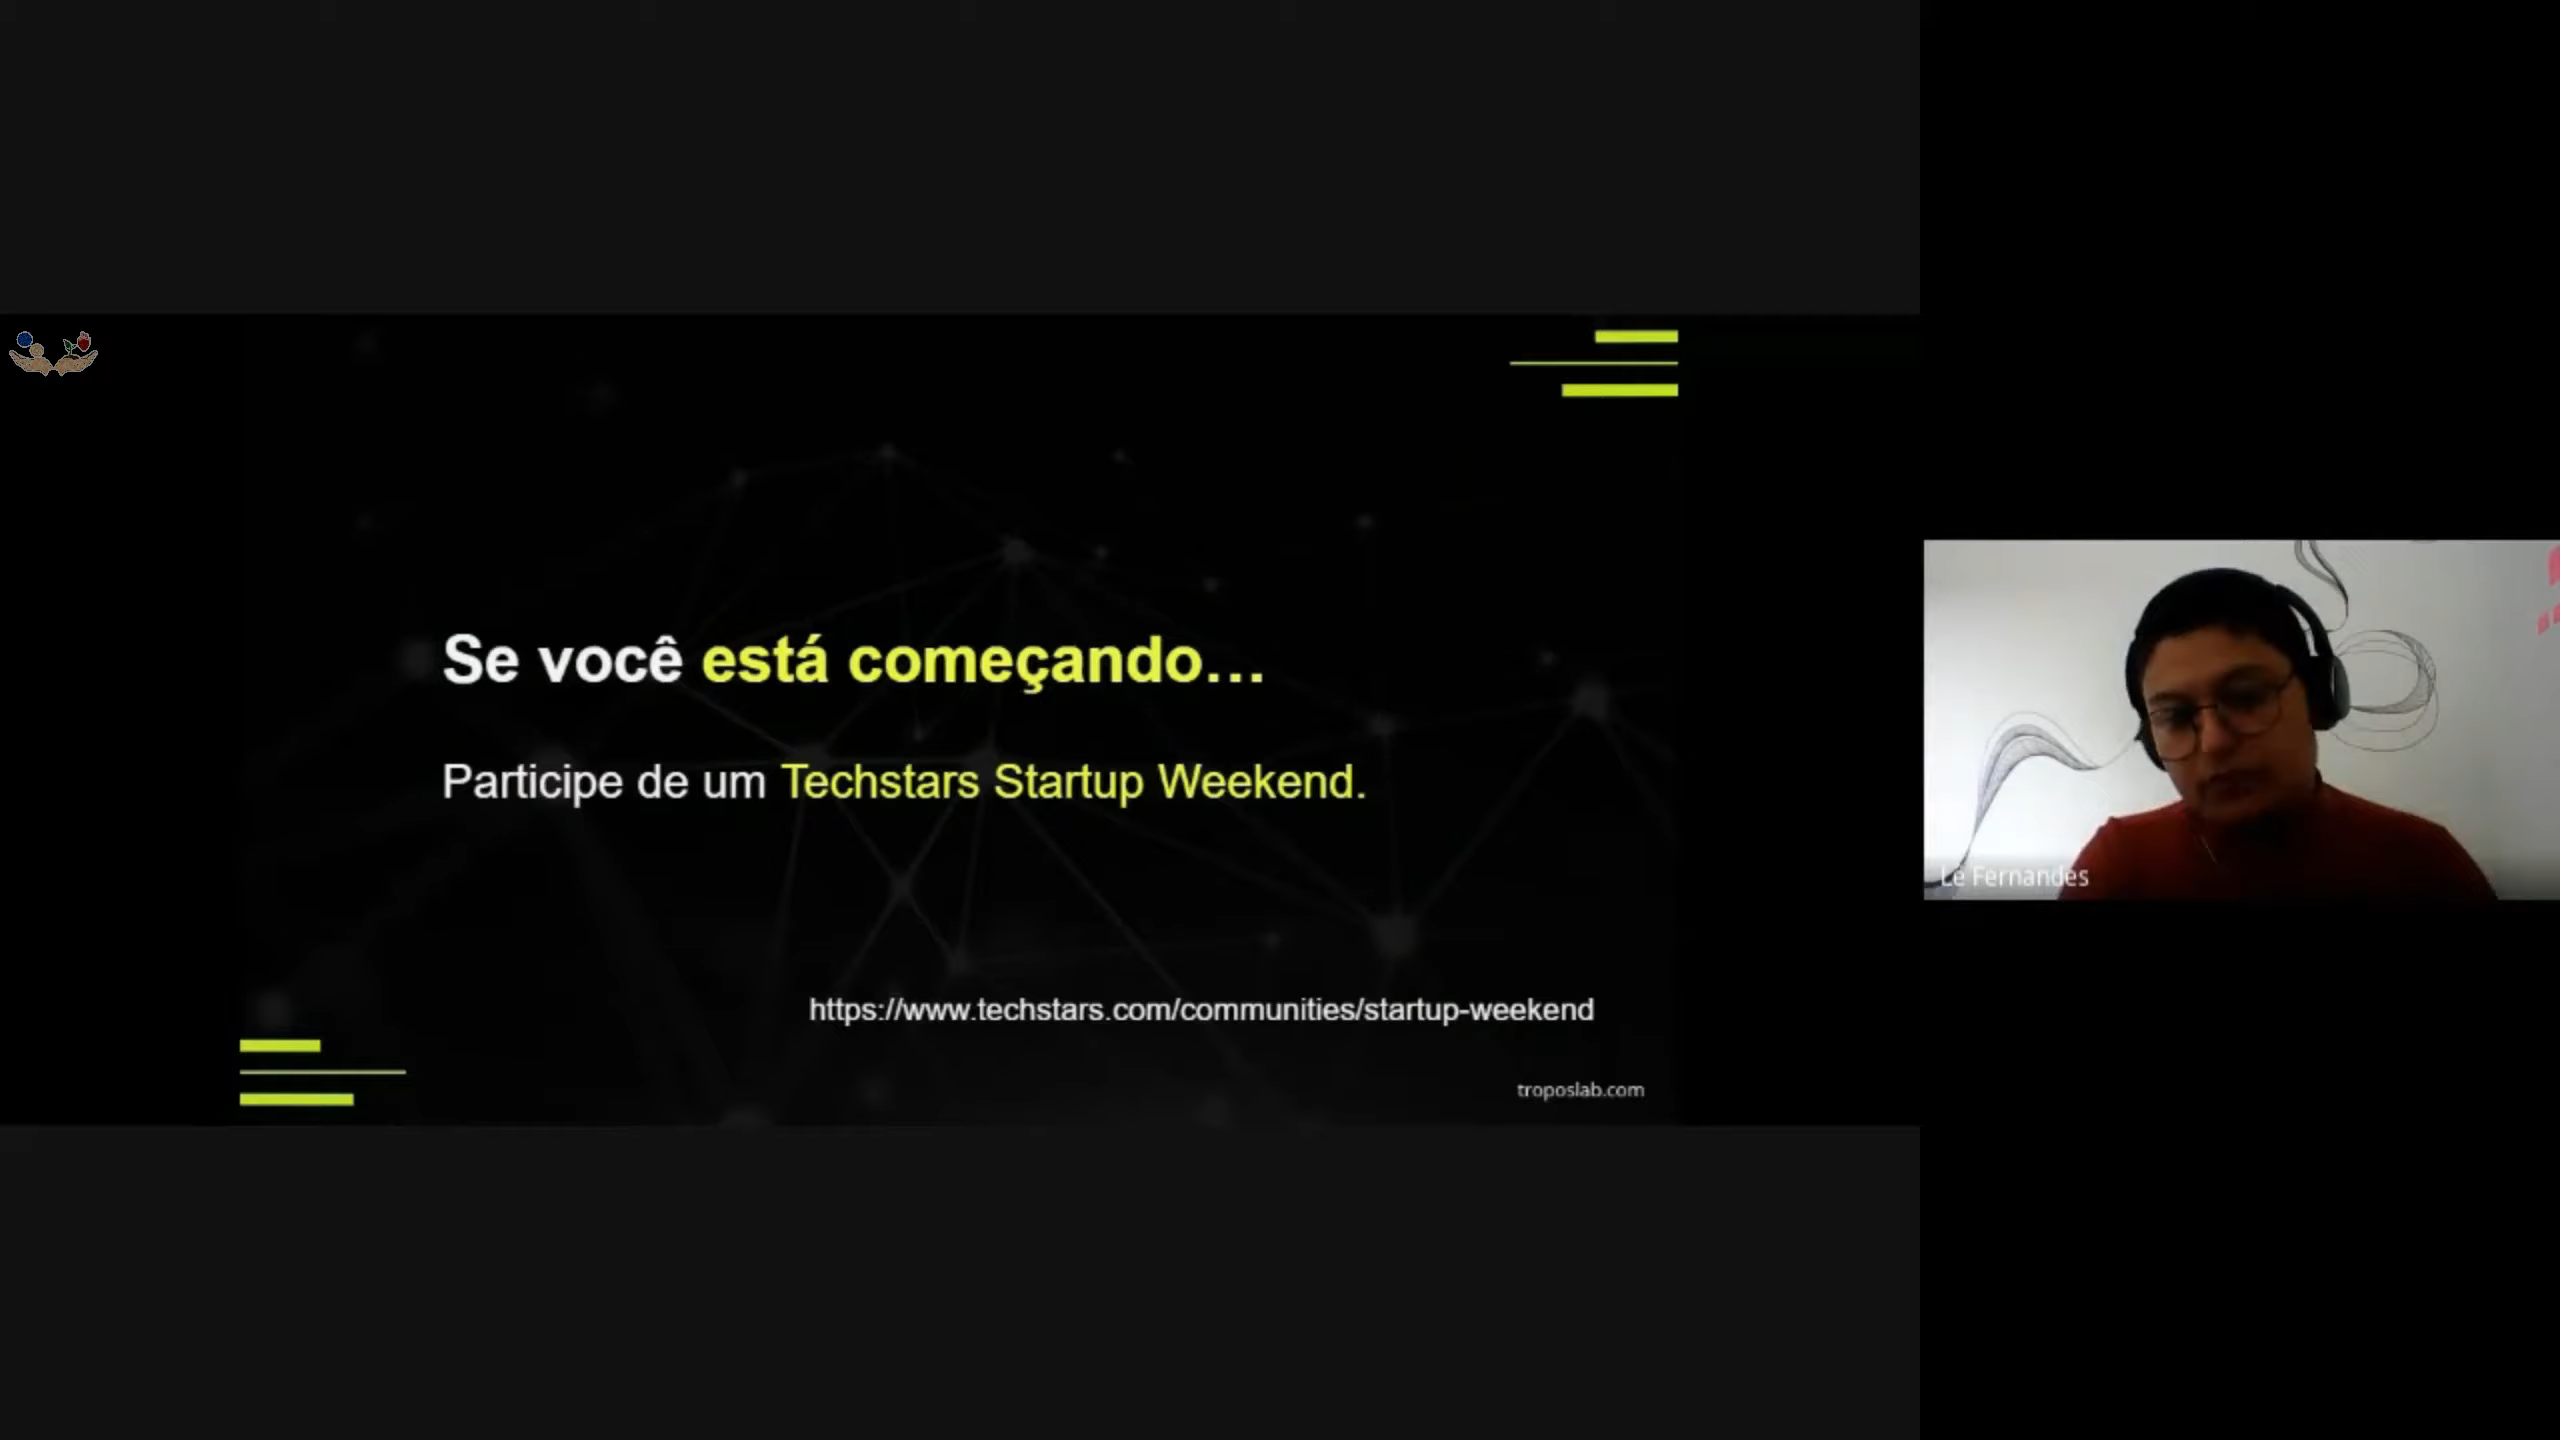 Se você está começando...
Participe de um Techstars Startup Weekend.
Le Fernandes
https://www.techstars.com/communities/startup-weekend
troposlab.com